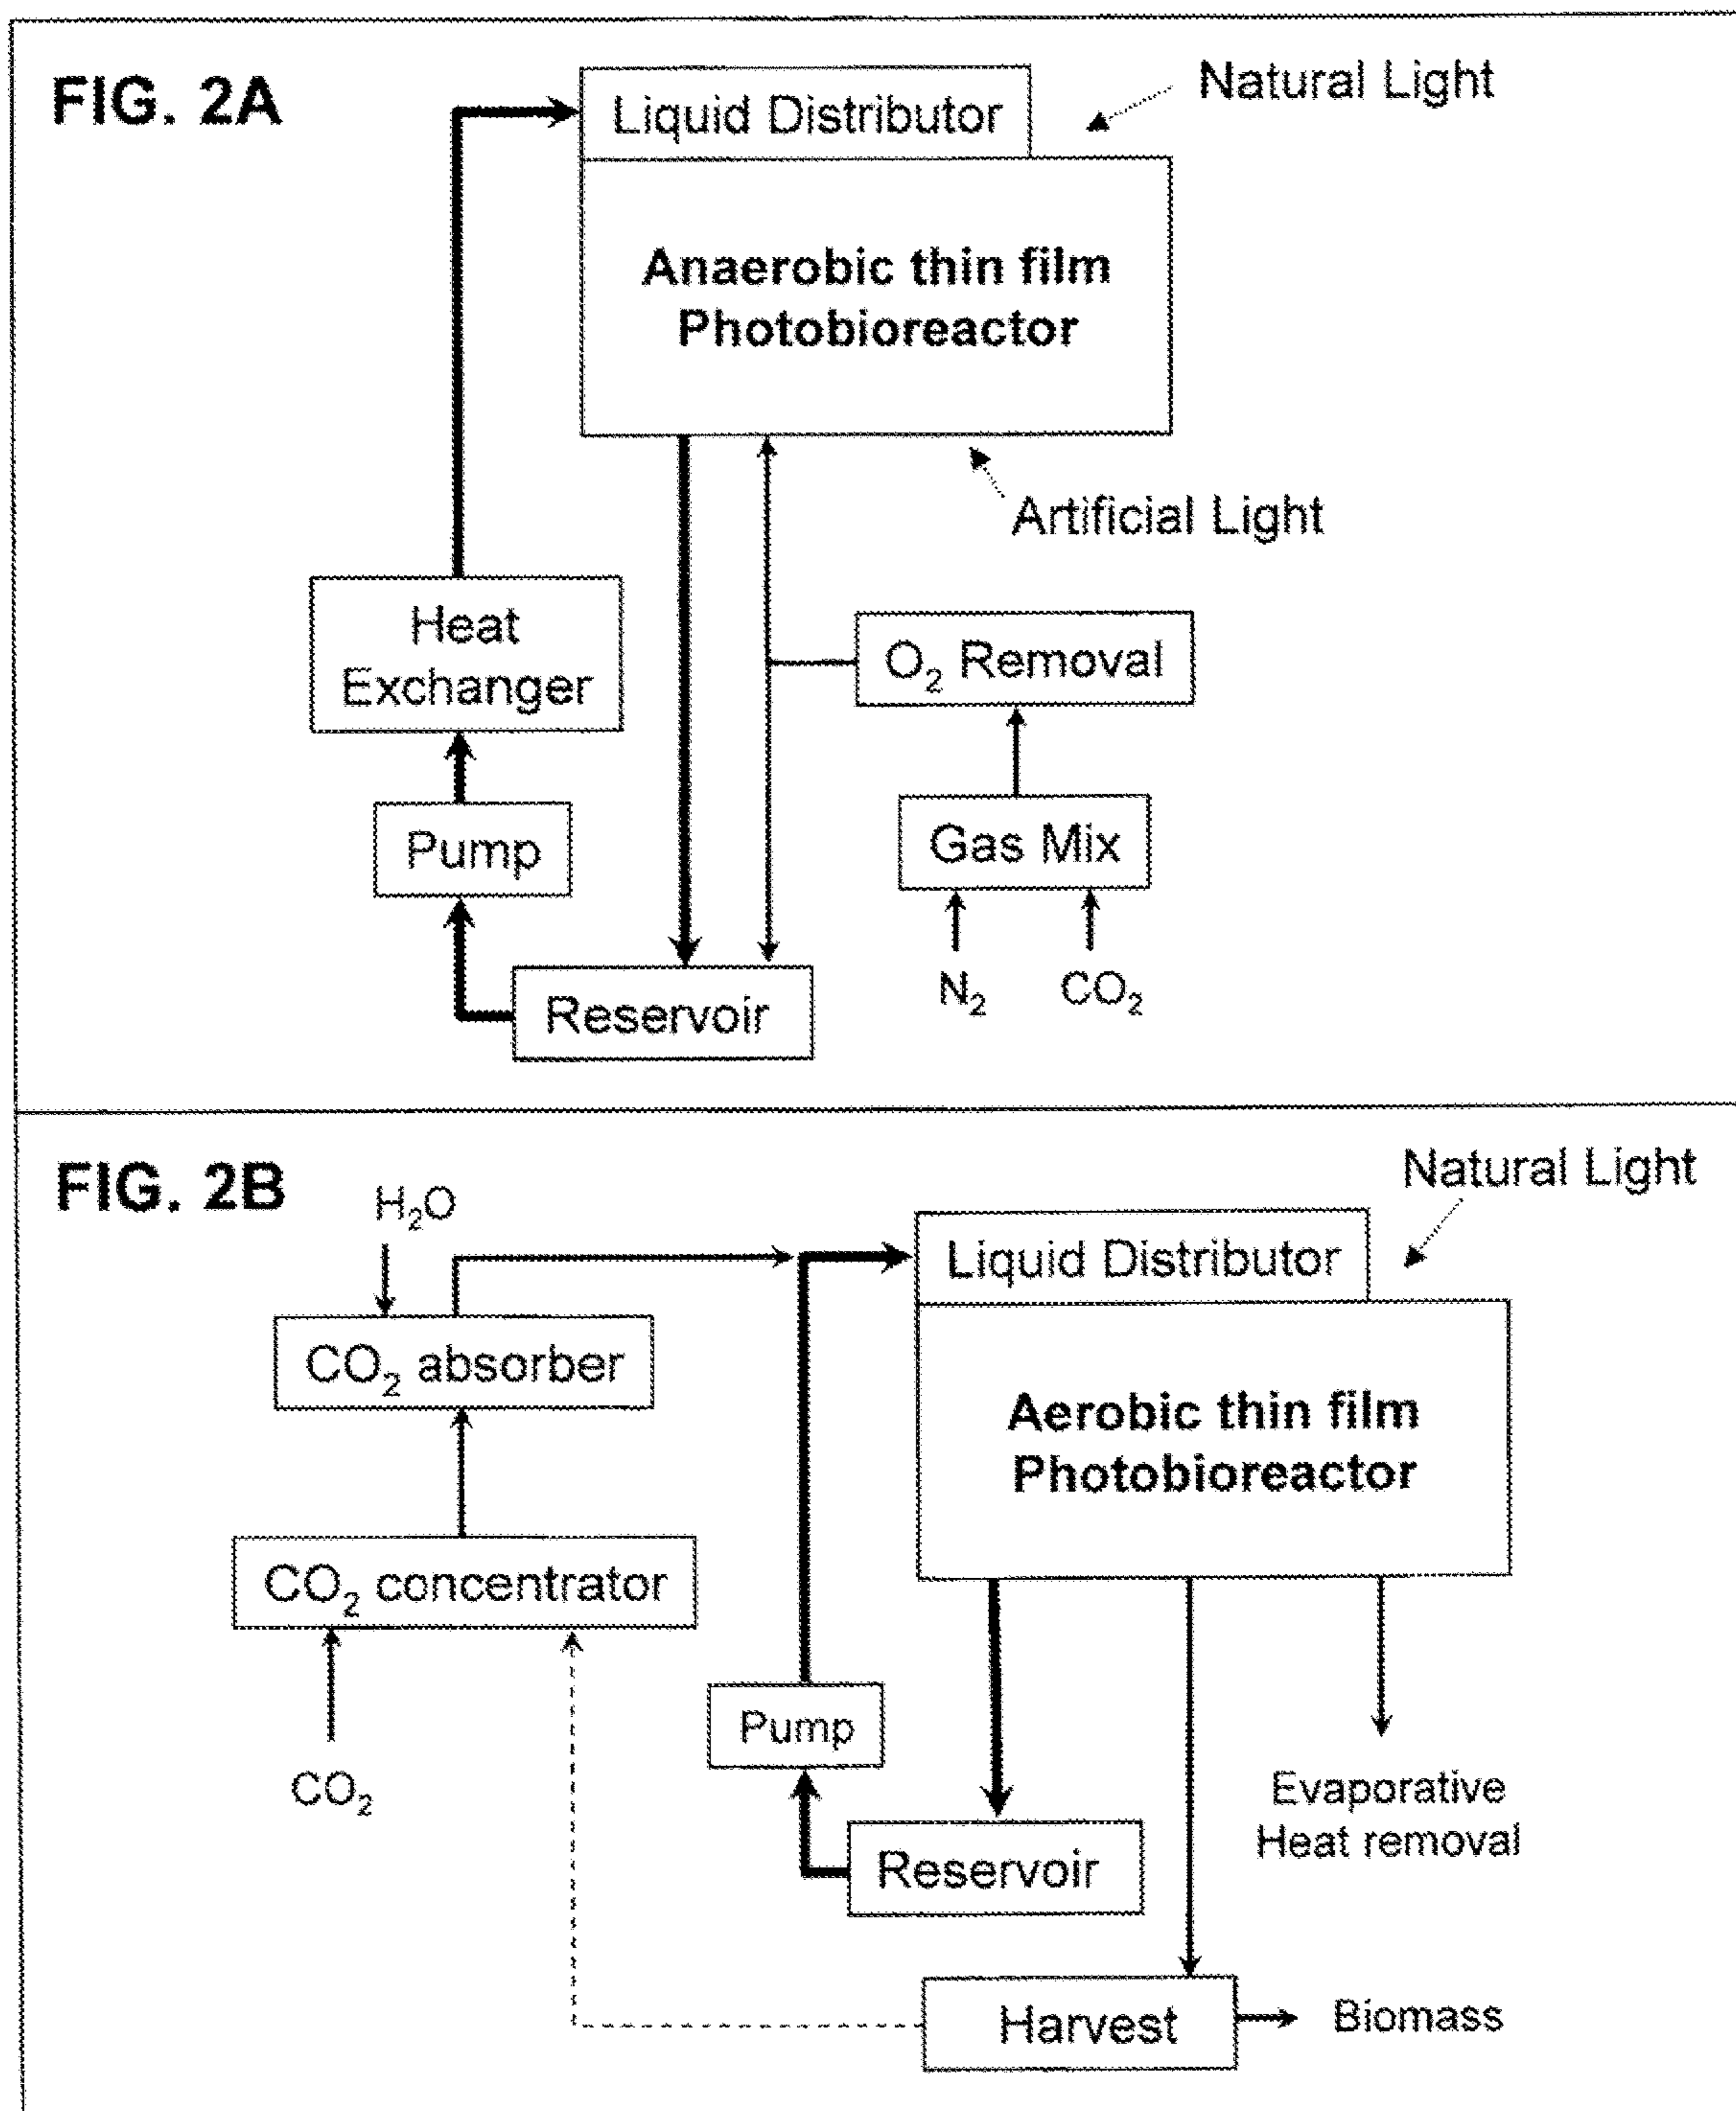 FIG. 2A
Liquid Distributor
Natural Light
Anaerobic thin film
Photobioreactor
Artificial Light
Heat
Exchanger
O₂ Removal
Pump
Gas Mix
N₂
CO₂
Reservoir
FIG. 2B
Natural Light
H₂O
Liquid Distributor
CO₂ absorber
Aerobic thin film
Photobioreactor
CO₂ concentrator
Pump
CO₂
Evaporative
Heat removal
Reservoir
Harvest
Biomass